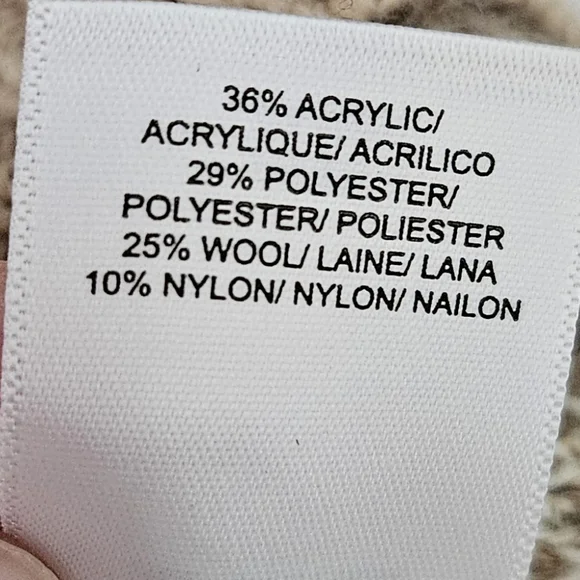 36% ACRYLIC/
ACRYLIQUE/ ACRILICO
29% POLYESTER/
POLYESTER/ POLIESTER
25% WOOL/ LAINE/ LANA
10% NYLON/ NYLON/ NAILON